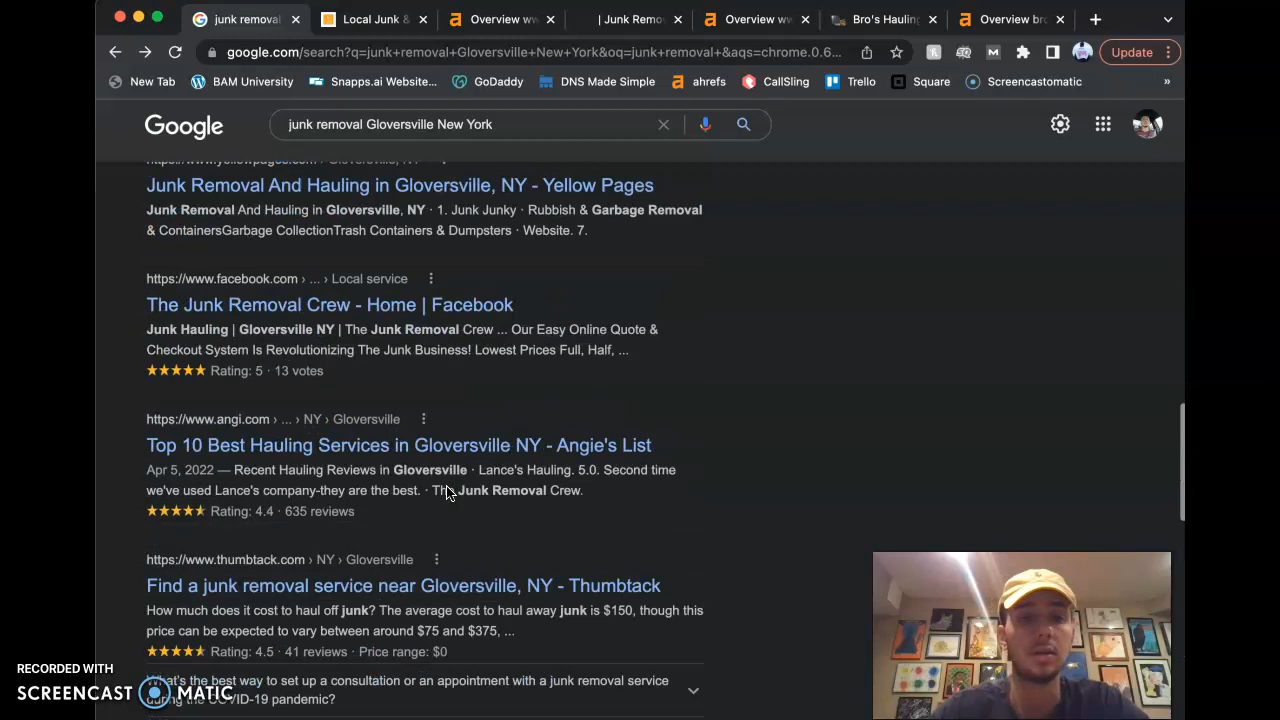 junk removal
Local Junk &
Overview ww
| Junk Remo
Overview ww
Bro's Hauling
Overview bro
google.com/search?q=junk+removal+Gloversville+New+York&oq=junk+removal+&aqs=chrome.0.6...
Update
New Tab
BAM University
Snapps.ai Website...
GoDaddy
DNS Made Simple
ahrefs
CallSling
Trello
Square
Screencastomatic
»
Google
junk removal Gloversville New York
https://www.yellowpages.com › Gloversville, NY
Junk Removal And Hauling in Gloversville, NY - Yellow Pages
Junk Removal And Hauling in Gloversville, NY · 1. Junk Junky · Rubbish & Garbage Removal
& ContainersGarbage CollectionTrash Containers & Dumpsters · Website. 7.
https://www.facebook.com › ... › Local service
The Junk Removal Crew - Home | Facebook
Junk Hauling | Gloversville NY | The Junk Removal Crew ... Our Easy Online Quote &
Checkout System Is Revolutionizing The Junk Business! Lowest Prices Full, Half, ...
Rating: 5 · 13 votes
https://www.angi.com › ... › NY › Gloversville
Top 10 Best Hauling Services in Gloversville NY - Angie's List
Apr 5, 2022 — Recent Hauling Reviews in Gloversville · Lance's Hauling. 5.0. Second time
we've used Lance's company-they are the best. · The Junk Removal Crew.
Rating: 4.4 · 635 reviews
https://www.thumbtack.com › NY › Gloversville
Find a junk removal service near Gloversville, NY - Thumbtack
How much does it cost to haul off junk? The average cost to haul away junk is $150, though this
price can be expected to vary between around $75 and $375, ...
Rating: 4.5 · 41 reviews · Price range: $0
What's the best way to set up a consultation or an appointment with a junk removal service
during the COVID-19 pandemic?
RECORDED WITH
SCREENCAST MATIC